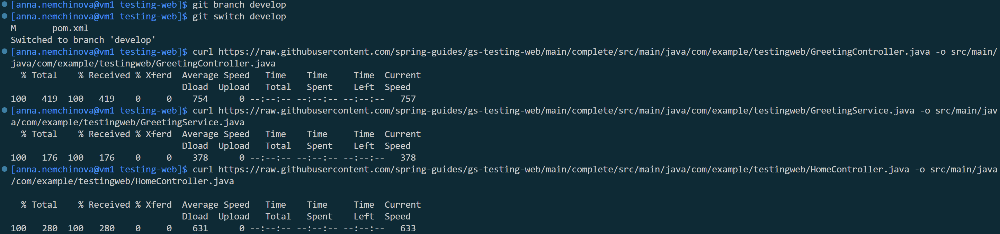 [anna.nemchinova@vm1 testing-web]$ git branch develop
[anna.nemchinova@vm1 testing-web]$ git switch develop
M       pom.xml
Switched to branch 'develop'
[anna.nemchinova@vm1 testing-web]$ curl https://raw.githubusercontent.com/spring-guides/gs-testing-web/main/complete/src/main/java/com/example/testingweb/GreetingController.java -o src/main/
java/com/example/testingweb/GreetingController.java
  % Total    % Received % Xferd  Average Speed   Time    Time     Time  Current
                                 Dload  Upload   Total   Spent    Left  Speed
100   419  100   419    0     0    754      0 --:--:-- --:--:-- --:--:--   757
[anna.nemchinova@vm1 testing-web]$ curl https://raw.githubusercontent.com/spring-guides/gs-testing-web/main/complete/src/main/java/com/example/testingweb/GreetingService.java -o src/main/jav
a/com/example/testingweb/GreetingService.java
  % Total    % Received % Xferd  Average Speed   Time    Time     Time  Current
                                 Dload  Upload   Total   Spent    Left  Speed
100   176  100   176    0     0    378      0 --:--:-- --:--:-- --:--:--   378
[anna.nemchinova@vm1 testing-web]$ curl https://raw.githubusercontent.com/spring-guides/gs-testing-web/main/complete/src/main/java/com/example/testingweb/HomeController.java -o src/main/java
/com/example/testingweb/HomeController.java
  % Total    % Received % Xferd  Average Speed   Time    Time     Time  Current
                                 Dload  Upload   Total   Spent    Left  Speed
100   280  100   280    0     0    631      0 --:--:-- --:--:-- --:--:--   633